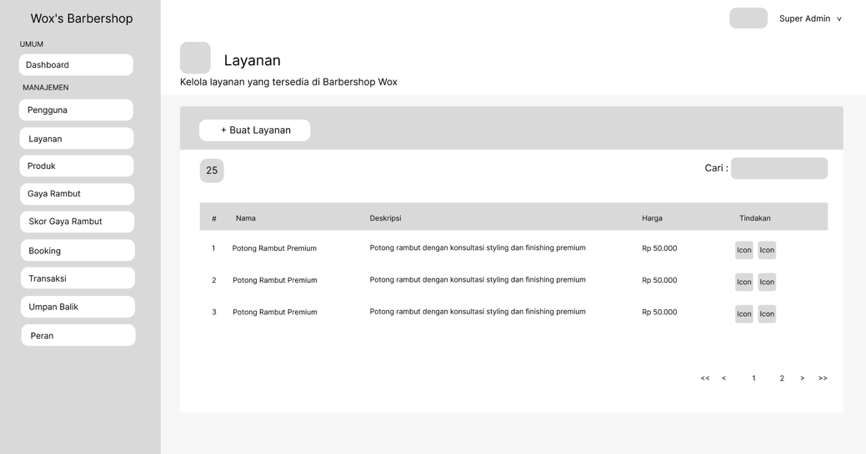 Wox's Barbershop
Super Admin v
UMUM
Dashboard
MANAJEMEN
Pengguna
Layanan
Produk
Gaya Rambut
Skor Gaya Rambut
Booking
Transaksi
Umpan Balik
Peran
Layanan
Kelola layanan yang tersedia di Barbershop Wox
+ Buat Layanan
25
Cari :
# Nama Deskripsi Harga Tindakan
1 Potong Rambut Premium Potong rambut dengan konsultasi styling dan finishing premium Rp 50.000 Icon Icon
2 Potong Rambut Premium Potong rambut dengan konsultasi styling dan finishing premium Rp 50.000 Icon Icon
3 Potong Rambut Premium Potong rambut dengan konsultasi styling dan finishing premium Rp 50.000 Icon Icon
<< < 1 2 > >>